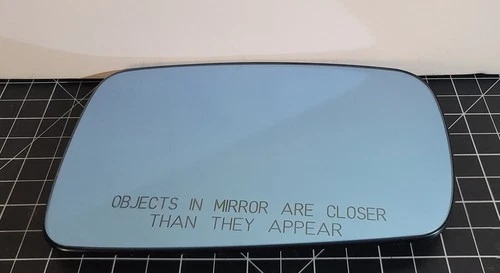 OBJECTS IN MIRROR ARE CLOSER
THAN THEY APPEAR